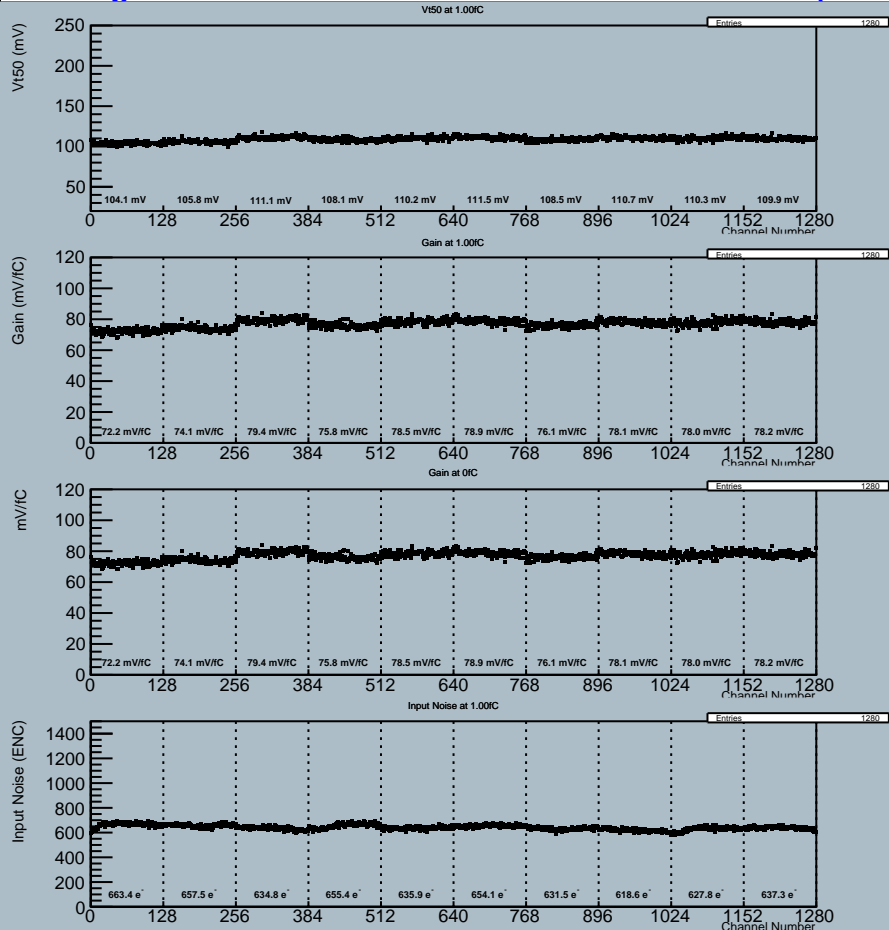 Vt50 at 1.00fC
Entries 1280
Vt50 (mV)
250
200
150
100
50
104.1 mV 105.8 mV 111.1 mV 108.1 mV 110.2 mV 111.5 mV 108.5 mV 110.7 mV 110.3 mV 109.9 mV
0 128 256 384 512 640 768 896 1024 1152 1280
Channel Number
Gain at 1.00fC
Entries 1280
Gain (mV/fC)
120
100
80
60
40
20
0
72.2 mV/fC 74.1 mV/fC 79.4 mV/fC 75.8 mV/fC 78.5 mV/fC 78.9 mV/fC 76.1 mV/fC 78.1 mV/fC 78.0 mV/fC 78.2 mV/fC
0 128 256 384 512 640 768 896 1024 1152 1280
Channel Number
Gain at 0fC
Entries 1280
mV/fC
120
100
80
60
40
20
0
72.2 mV/fC 74.1 mV/fC 79.4 mV/fC 75.8 mV/fC 78.5 mV/fC 78.9 mV/fC 76.1 mV/fC 78.1 mV/fC 78.0 mV/fC 78.2 mV/fC
0 128 256 384 512 640 768 896 1024 1152 1280
Channel Number
Input Noise at 1.00fC
Entries 1280
Input Noise (ENC)
1400
1200
1000
800
600
400
200
0
663.4 e⁻ 657.5 e⁻ 634.8 e⁻ 655.4 e⁻ 635.9 e⁻ 654.1 e⁻ 631.5 e⁻ 618.6 e⁻ 627.8 e⁻ 637.3 e⁻
0 128 256 384 512 640 768 896 1024 1152 1280
Channel Number